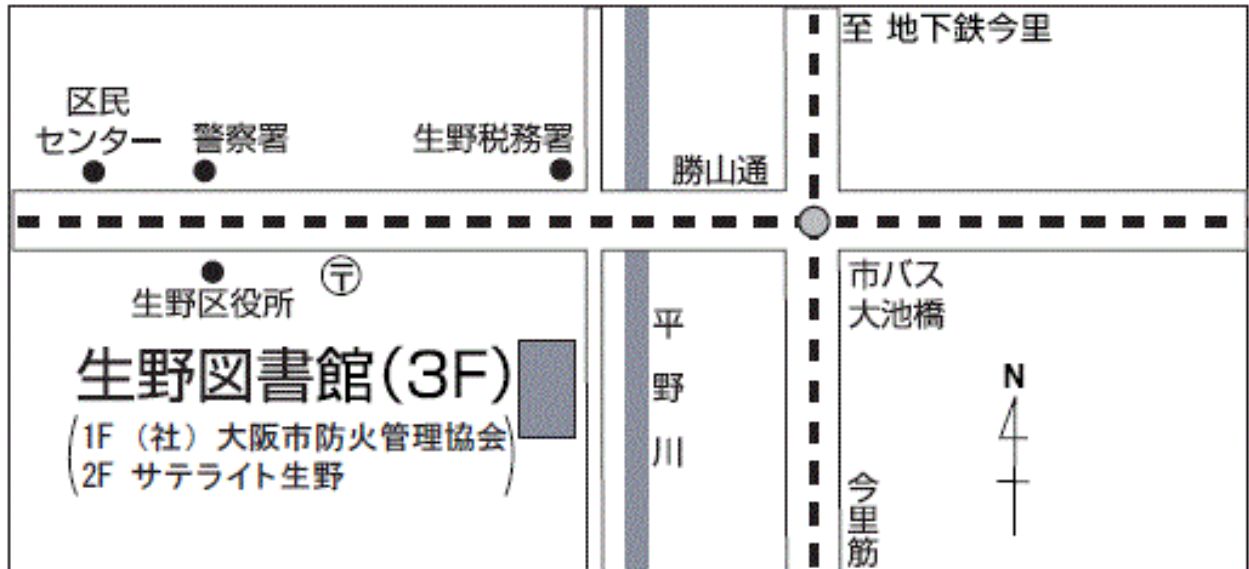 至 地下鉄今里
区民
センター
警察署
生野税務署
勝山通
生野区役所
〒
市バス
大池橋
生野図書館(3F)
1F (社) 大阪市防火管理協会
2F サテライト生野
平野川
N
今里筋